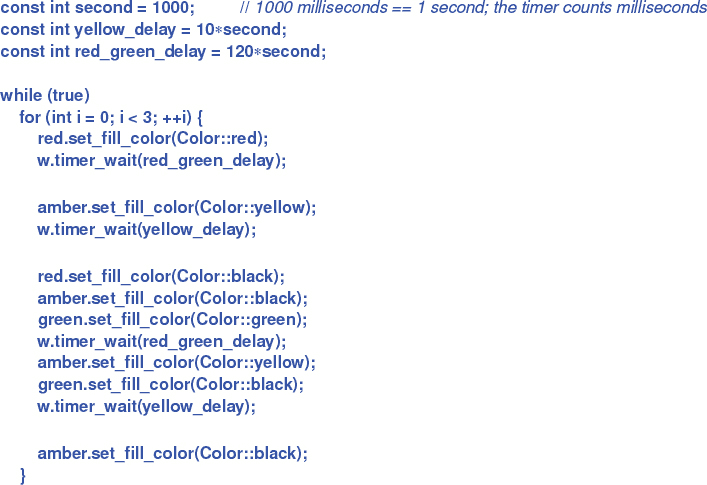 const int second = 1000; // 1000 milliseconds == 1 second; the timer counts milliseconds
const int yellow_delay = 10*second;
const int red_green_delay = 120*second;
while (true)
for (int i = 0; i < 3; ++i) {
red.set_fill_color(Color::red);
w.timer_wait(red_green_delay);
amber.set_fill_color(Color::yellow);
w.timer_wait(yellow_delay);
red.set_fill_color(Color::black);
amber.set_fill_color(Color::black);
green.set_fill_color(Color::green);
w.timer_wait(red_green_delay);
amber.set_fill_color(Color::yellow);
green.set_fill_color(Color::black);
w.timer_wait(yellow_delay);
amber.set_fill_color(Color::black);
}